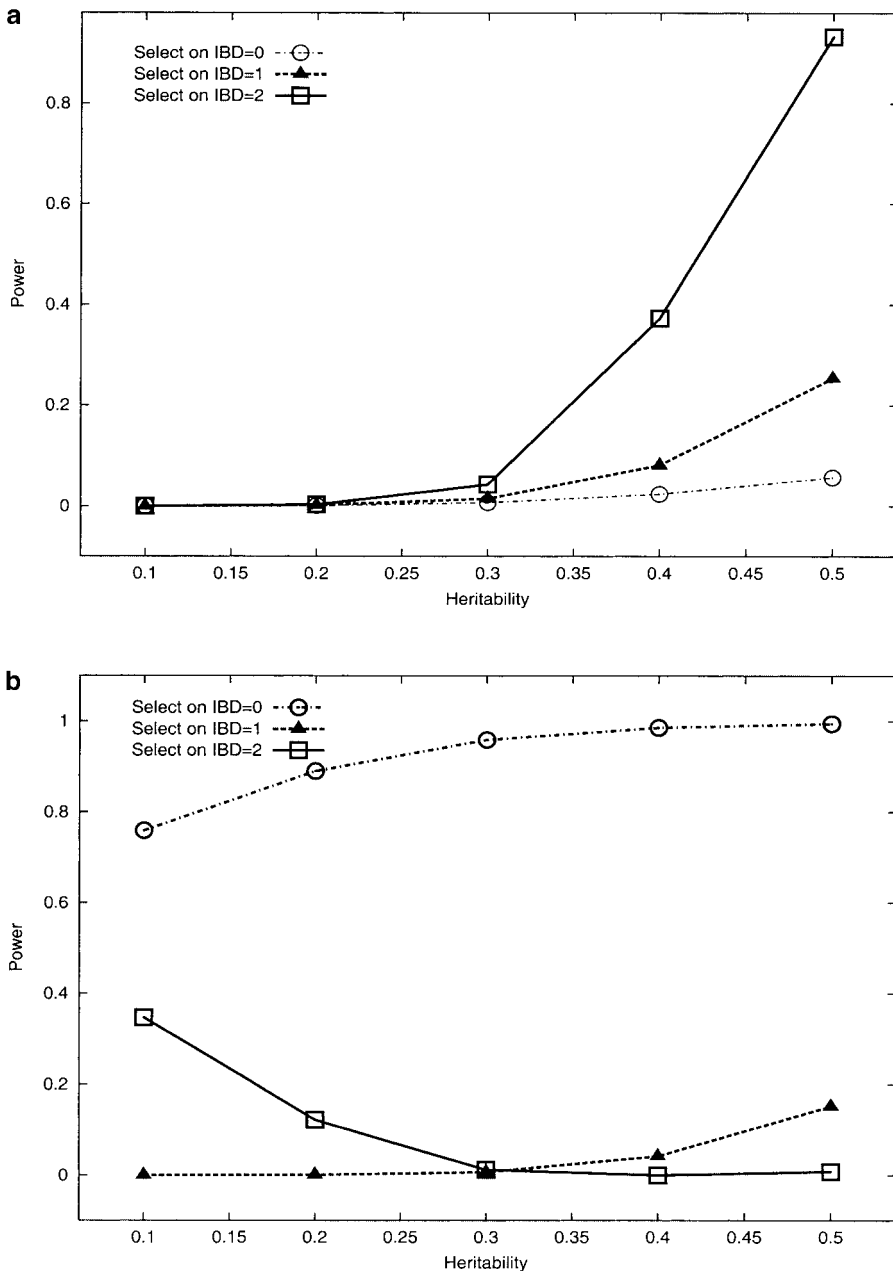 a
Select on IBD=0
Select on IBD=1
Select on IBD=2
0.8
0.6
0.4
0.2
0
Power
0.1 0.15 0.2 0.25 0.3 0.35 0.4 0.45 0.5
Heritability
b
Select on IBD=0
Select on IBD=1
Select on IBD=2
1
0.8
0.6
0.4
0.2
0
Power
0.1 0.15 0.2 0.25 0.3 0.35 0.4 0.45 0.5
Heritability